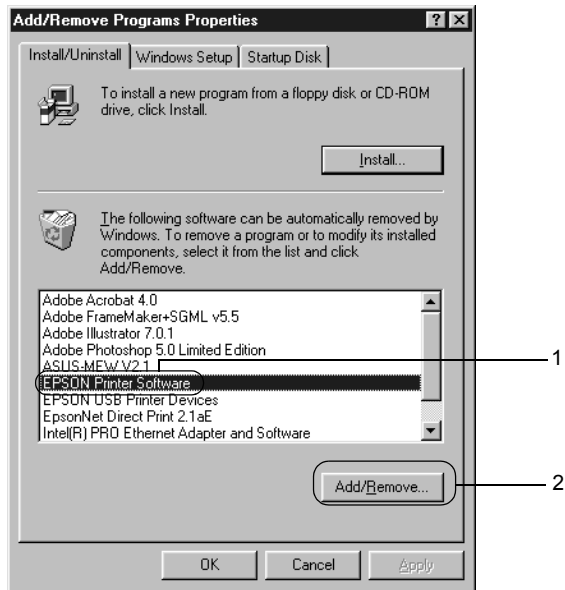 Add/Remove Programs Properties
Install/Uninstall Windows Setup Startup Disk
To install a new program from a floppy disk or CD-ROM
drive, click Install.
Install...
The following software can be automatically removed by
Windows. To remove a program or to modify its installed
components, select it from the list and click
Add/Remove.
Adobe Acrobat 4.0
Adobe FrameMaker+SGML v5.5
Adobe Illustrator 7.0.1
Adobe Photoshop 5.0 Limited Edition
ASUS-MEW V2.1
1
EPSON Printer Software
EPSON USB Printer Devices
EpsonNet Direct Print 2.1aE
Intel(R) PRO Ethernet Adapter and Software
Add/Remove...
2
OK Cancel Apply